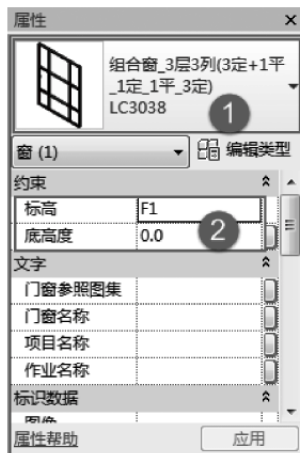 属性
组合窗_3层3列(3定+1平
_1定_1平_3定)
LC3038
1
窗 (1)
编辑类型
约束
标高 F1
底高度 0.0
2
文字
门窗参照图集
门窗名称
项目名称
作业名称
标识数据
图像
属性帮助
应用